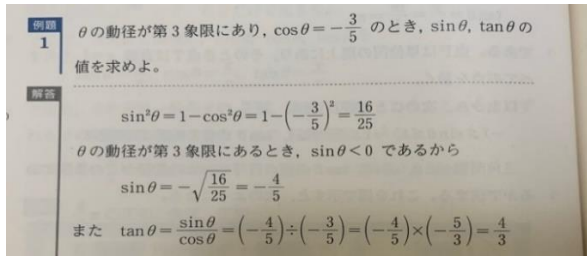 例題
1
θの動径が第3象限にあり，cosθ=−3/5 のとき，sinθ，tanθの
値を求めよ。
解答
sin²θ=1−cos²θ=1−(−3/5)²=16/25
θの動径が第3象限にあるとき，sinθ<0 であるから
sinθ=−√(16/25)=−4/5
また tanθ=sinθ/cosθ=(−4/5)÷(−3/5)=(−4/5)×(−5/3)=4/3